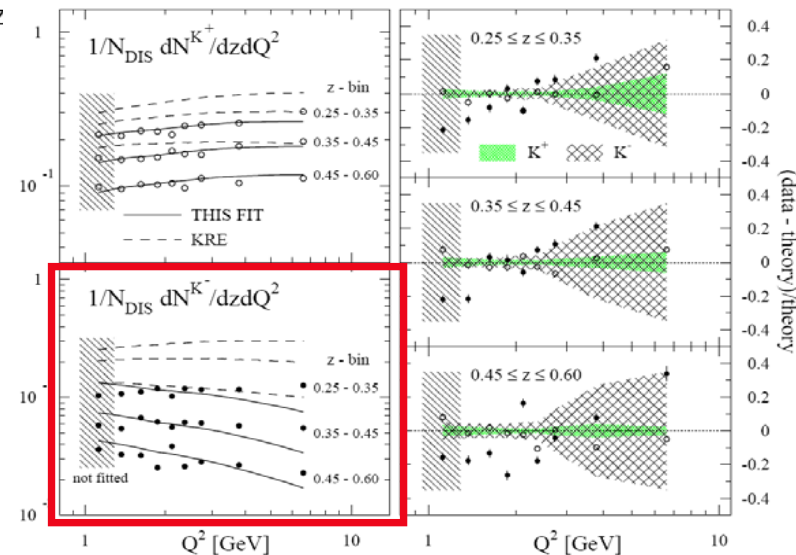 z
1/N_DIS dN^K+/dzdQ^2
z - bin
0.25 - 0.35
0.35 - 0.45
0.45 - 0.60
THIS FIT
KRE
1
10^-1
1/N_DIS dN^K-/dzdQ^2
z - bin
0.25 - 0.35
0.35 - 0.45
0.45 - 0.60
not fitted
1
10^-1
10
1
10
Q^2 [GeV]
0.25 ≤ z ≤ 0.35
K^+
K^-
0.4
0.2
0
-0.2
-0.4
0.35 ≤ z ≤ 0.45
0.4
0.2
0
-0.2
-0.4
0.45 ≤ z ≤ 0.60
0.4
0.2
0
-0.2
-0.4
1
10
Q^2 [GeV]
(data - theory)/theory